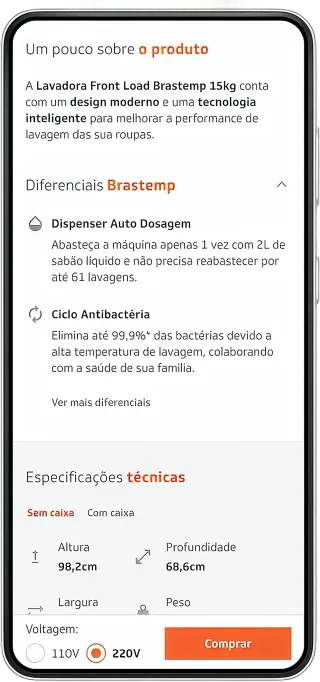 Um pouco sobre o produto
A Lavadora Front Load Brastemp 15kg conta
com um design moderno e uma tecnologia
inteligente para melhorar a performance de
lavagem das sua roupas.
Diferenciais Brastemp
Dispenser Auto Dosagem
Abasteça a máquina apenas 1 vez com 2L de
sabão líquido e não precisa reabastecer por
até 61 lavagens.
Ciclo Antibactéria
Elimina até 99,9%* das bactérias devido a
alta temperatura de lavagem, colaborando
com a saúde de sua familia.
Ver mais diferenciais
Especificações técnicas
Sem caixa Com caixa
Altura Profundidade
98,2cm 68,6cm
Largura Peso
Voltagem:
110V 220V Comprar